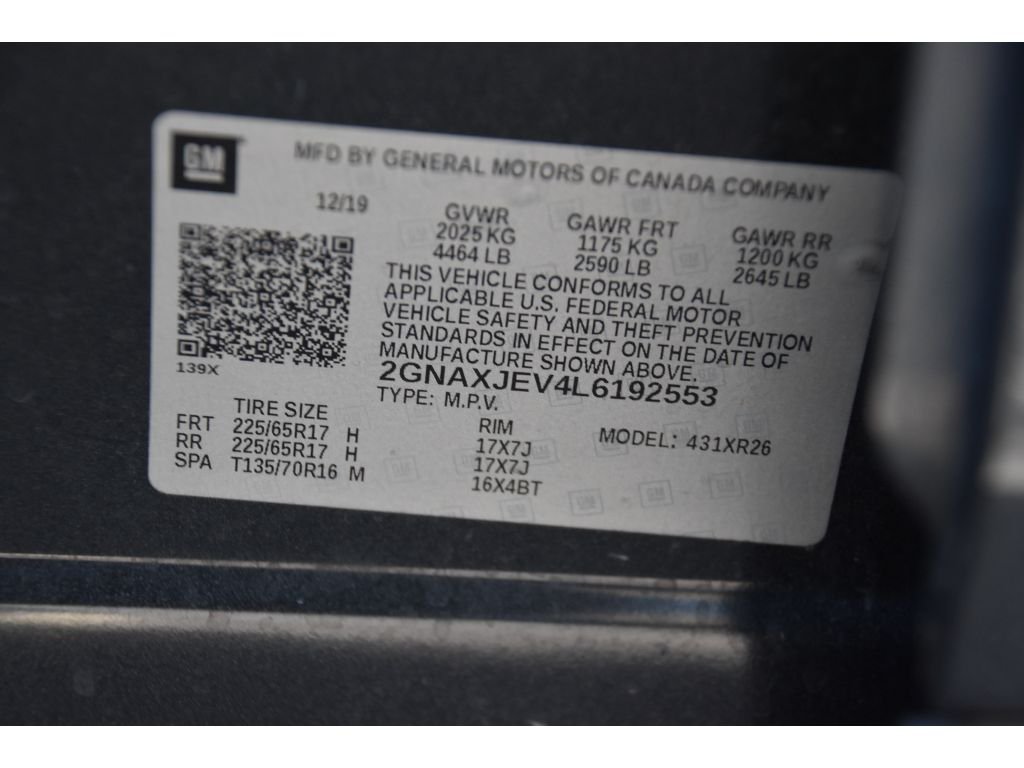 GM
MFD BY GENERAL MOTORS OF CANADA COMPANY
12/19
GVWR
2025 KG
4464 LB
GAWR FRT
1175 KG
2590 LB
GAWR RR
1200 KG
2645 LB
THIS VEHICLE CONFORMS TO ALL
APPLICABLE U.S. FEDERAL MOTOR
VEHICLE SAFETY AND THEFT PREVENTION
STANDARDS IN EFFECT ON THE DATE OF
MANUFACTURE SHOWN ABOVE.
2GNAXJEV4L6192553
TYPE: M.P.V.
139X
TIRE SIZE RIM MODEL: 431XR26
FRT 225/65R17 H 17X7J
RR 225/65R17 H 17X7J
SPA T135/70R16 M 16X4BT